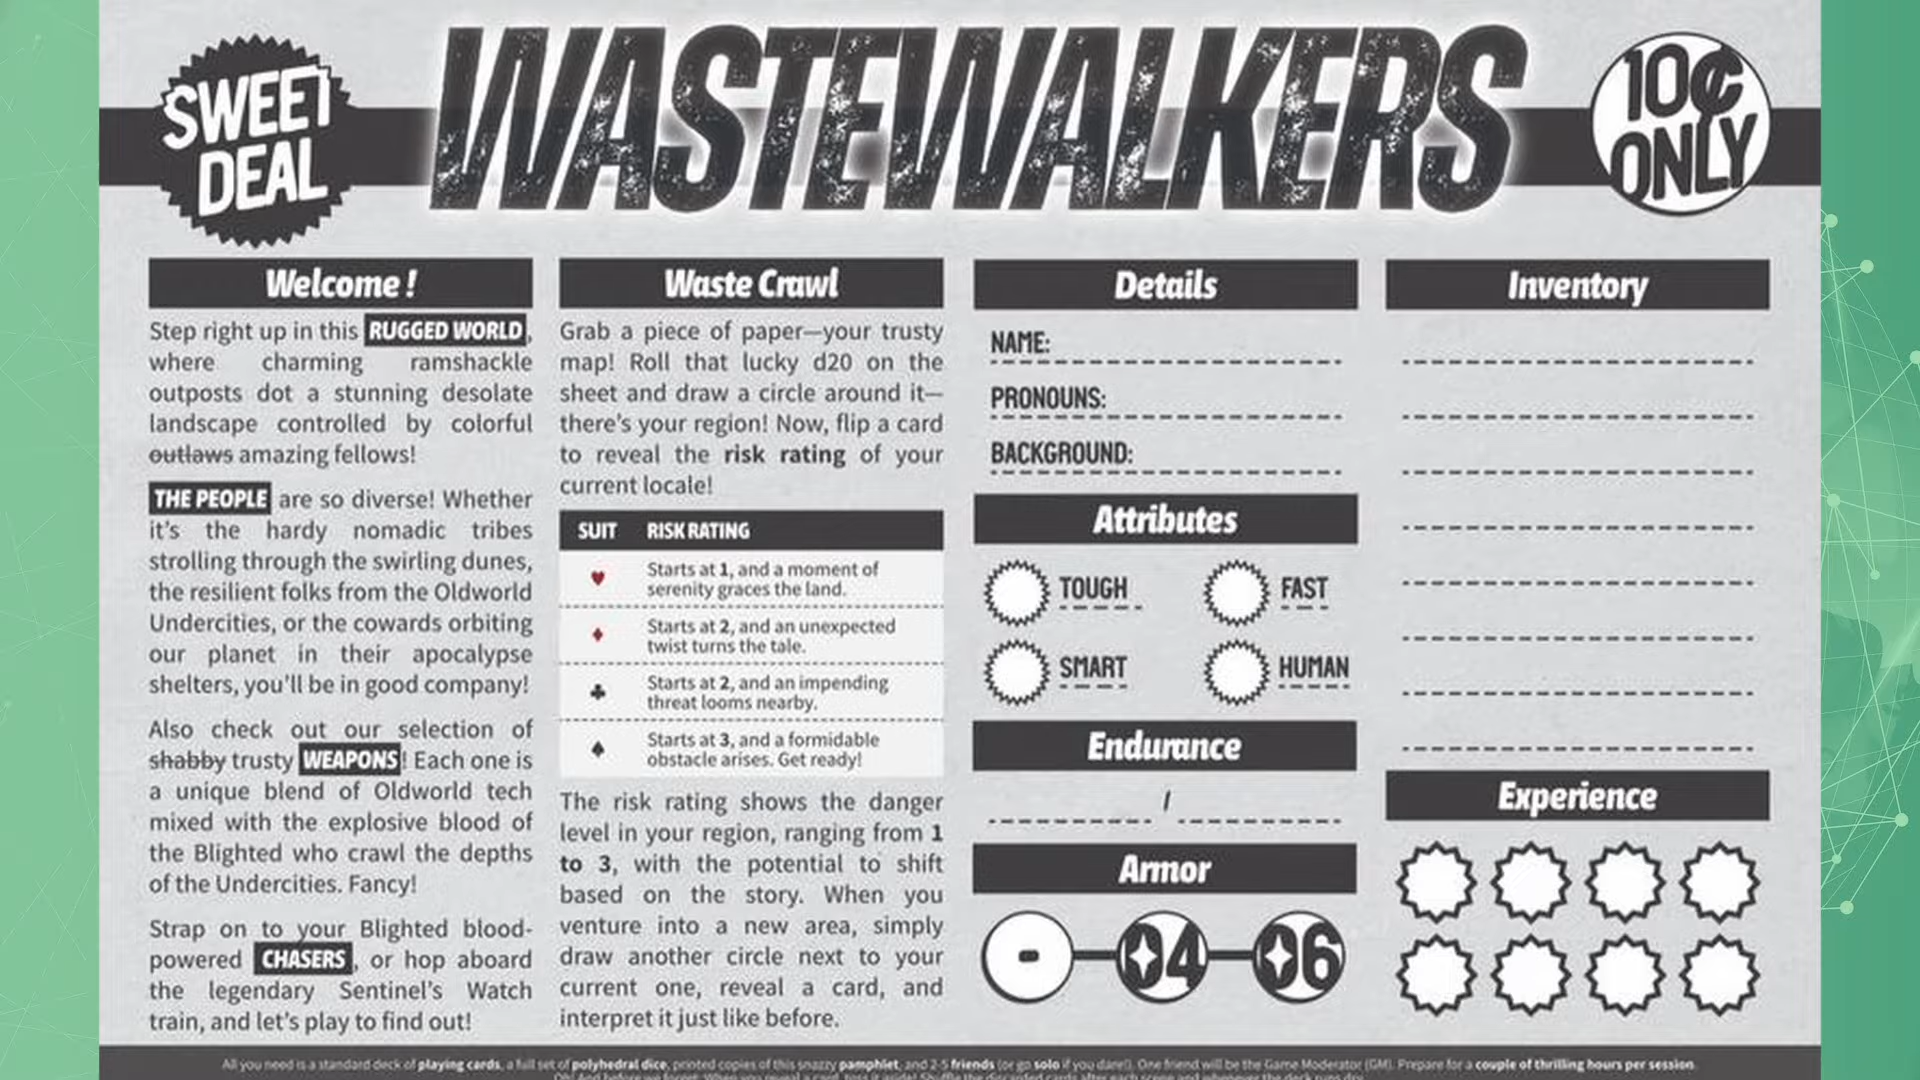 SWEET
DEAL
WASTEWALKERS
10¢
ONLY
Welcome !
Step right up in this RUGGED WORLD,
where charming ramshackle
outposts dot a stunning desolate
landscape controlled by colorful
outlaws amazing fellows!
THE PEOPLE are so diverse! Whether
it's the hardy nomadic tribes
strolling through the swirling dunes,
the resilient folks from the Oldworld
Undercities, or the cowards orbiting
our planet in their apocalypse
shelters, you'll be in good company!
Also check out our selection of
shabby trusty WEAPONS! Each one is
a unique blend of Oldworld tech
mixed with the explosive blood of
the Blighted who crawl the depths
of the Undercities. Fancy!
Strap on to your Blighted blood-
powered CHASERS, or hop aboard
the legendary Sentinel's Watch
train, and let's play to find out!
Waste Crawl
Grab a piece of paper—your trusty
map! Roll that lucky d20 on the
sheet and draw a circle around it—
there's your region! Now, flip a card
to reveal the risk rating of your
current locale!
SUIT RISK RATING
♥ Starts at 1, and a moment of
serenity graces the land.
♦ Starts at 2, and an unexpected
twist turns the tale.
♣ Starts at 2, and an impending
threat looms nearby.
♠ Starts at 3, and a formidable
obstacle arises. Get ready!
The risk rating shows the danger
level in your region, ranging from 1
to 3, with the potential to shift
based on the story. When you
venture into a new area, simply
draw another circle next to your
current one, reveal a card, and
interpret it just like before.
Details
NAME:
PRONOUNS:
BACKGROUND:
Attributes
TOUGH FAST
SMART HUMAN
Endurance
/
Armor
- D4 D6
Inventory
Experience
All you need is a standard deck of playing cards, a full set of polyhedral dice, printed copies of this snazzy pamphlet, and 2-5 friends (or go solo if you dare!). One friend will be the Game Moderator (GM). Prepare for a couple of thrilling hours per session.